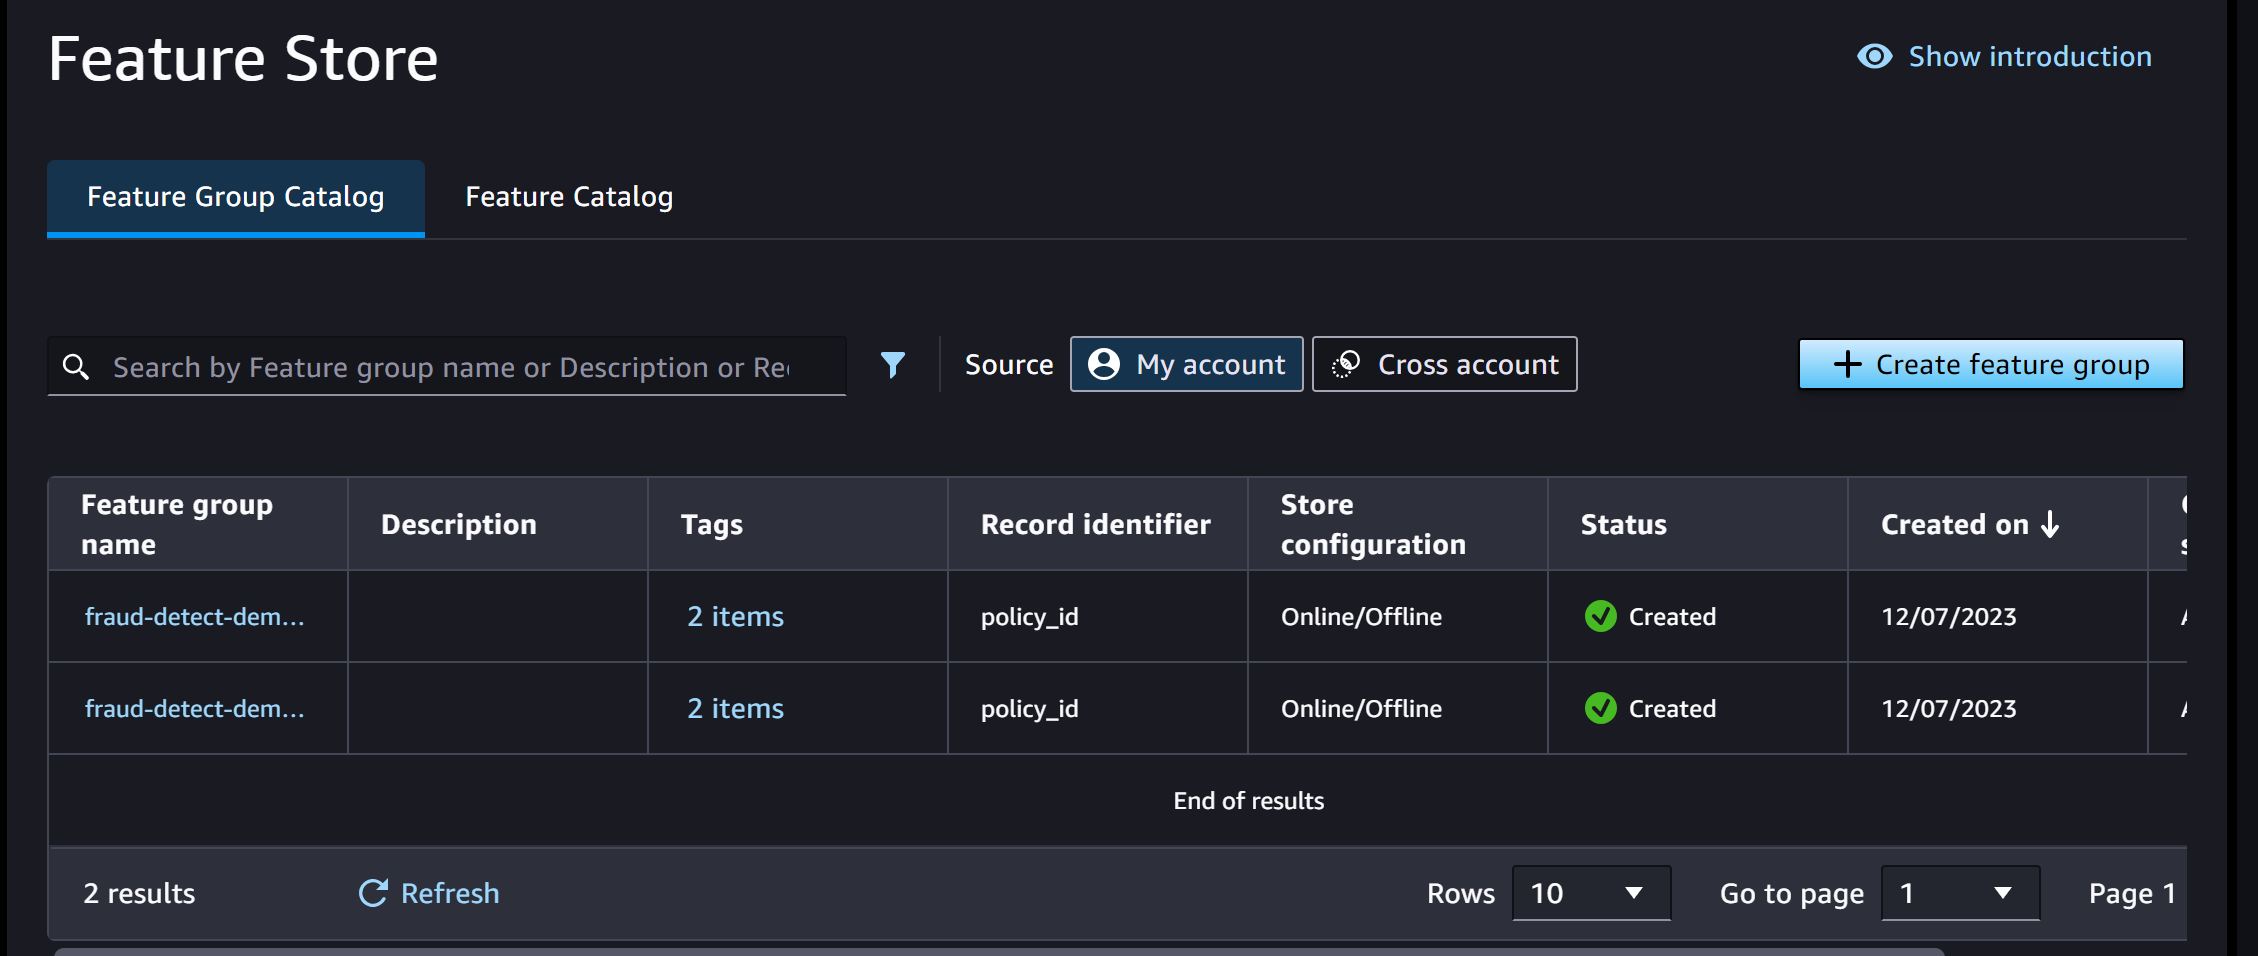 Feature Store
Show introduction
Feature Group Catalog
Feature Catalog
Search by Feature group name or Description or Re
Source
My account
Cross account
Create feature group
Feature group name
Description
Tags
Record identifier
Store configuration
Status
Created on
fraud-detect-dem...
2 items
policy_id
Online/Offline
Created
12/07/2023
fraud-detect-dem...
2 items
policy_id
Online/Offline
Created
12/07/2023
End of results
2 results
Refresh
Rows
10
Go to page
1
Page 1